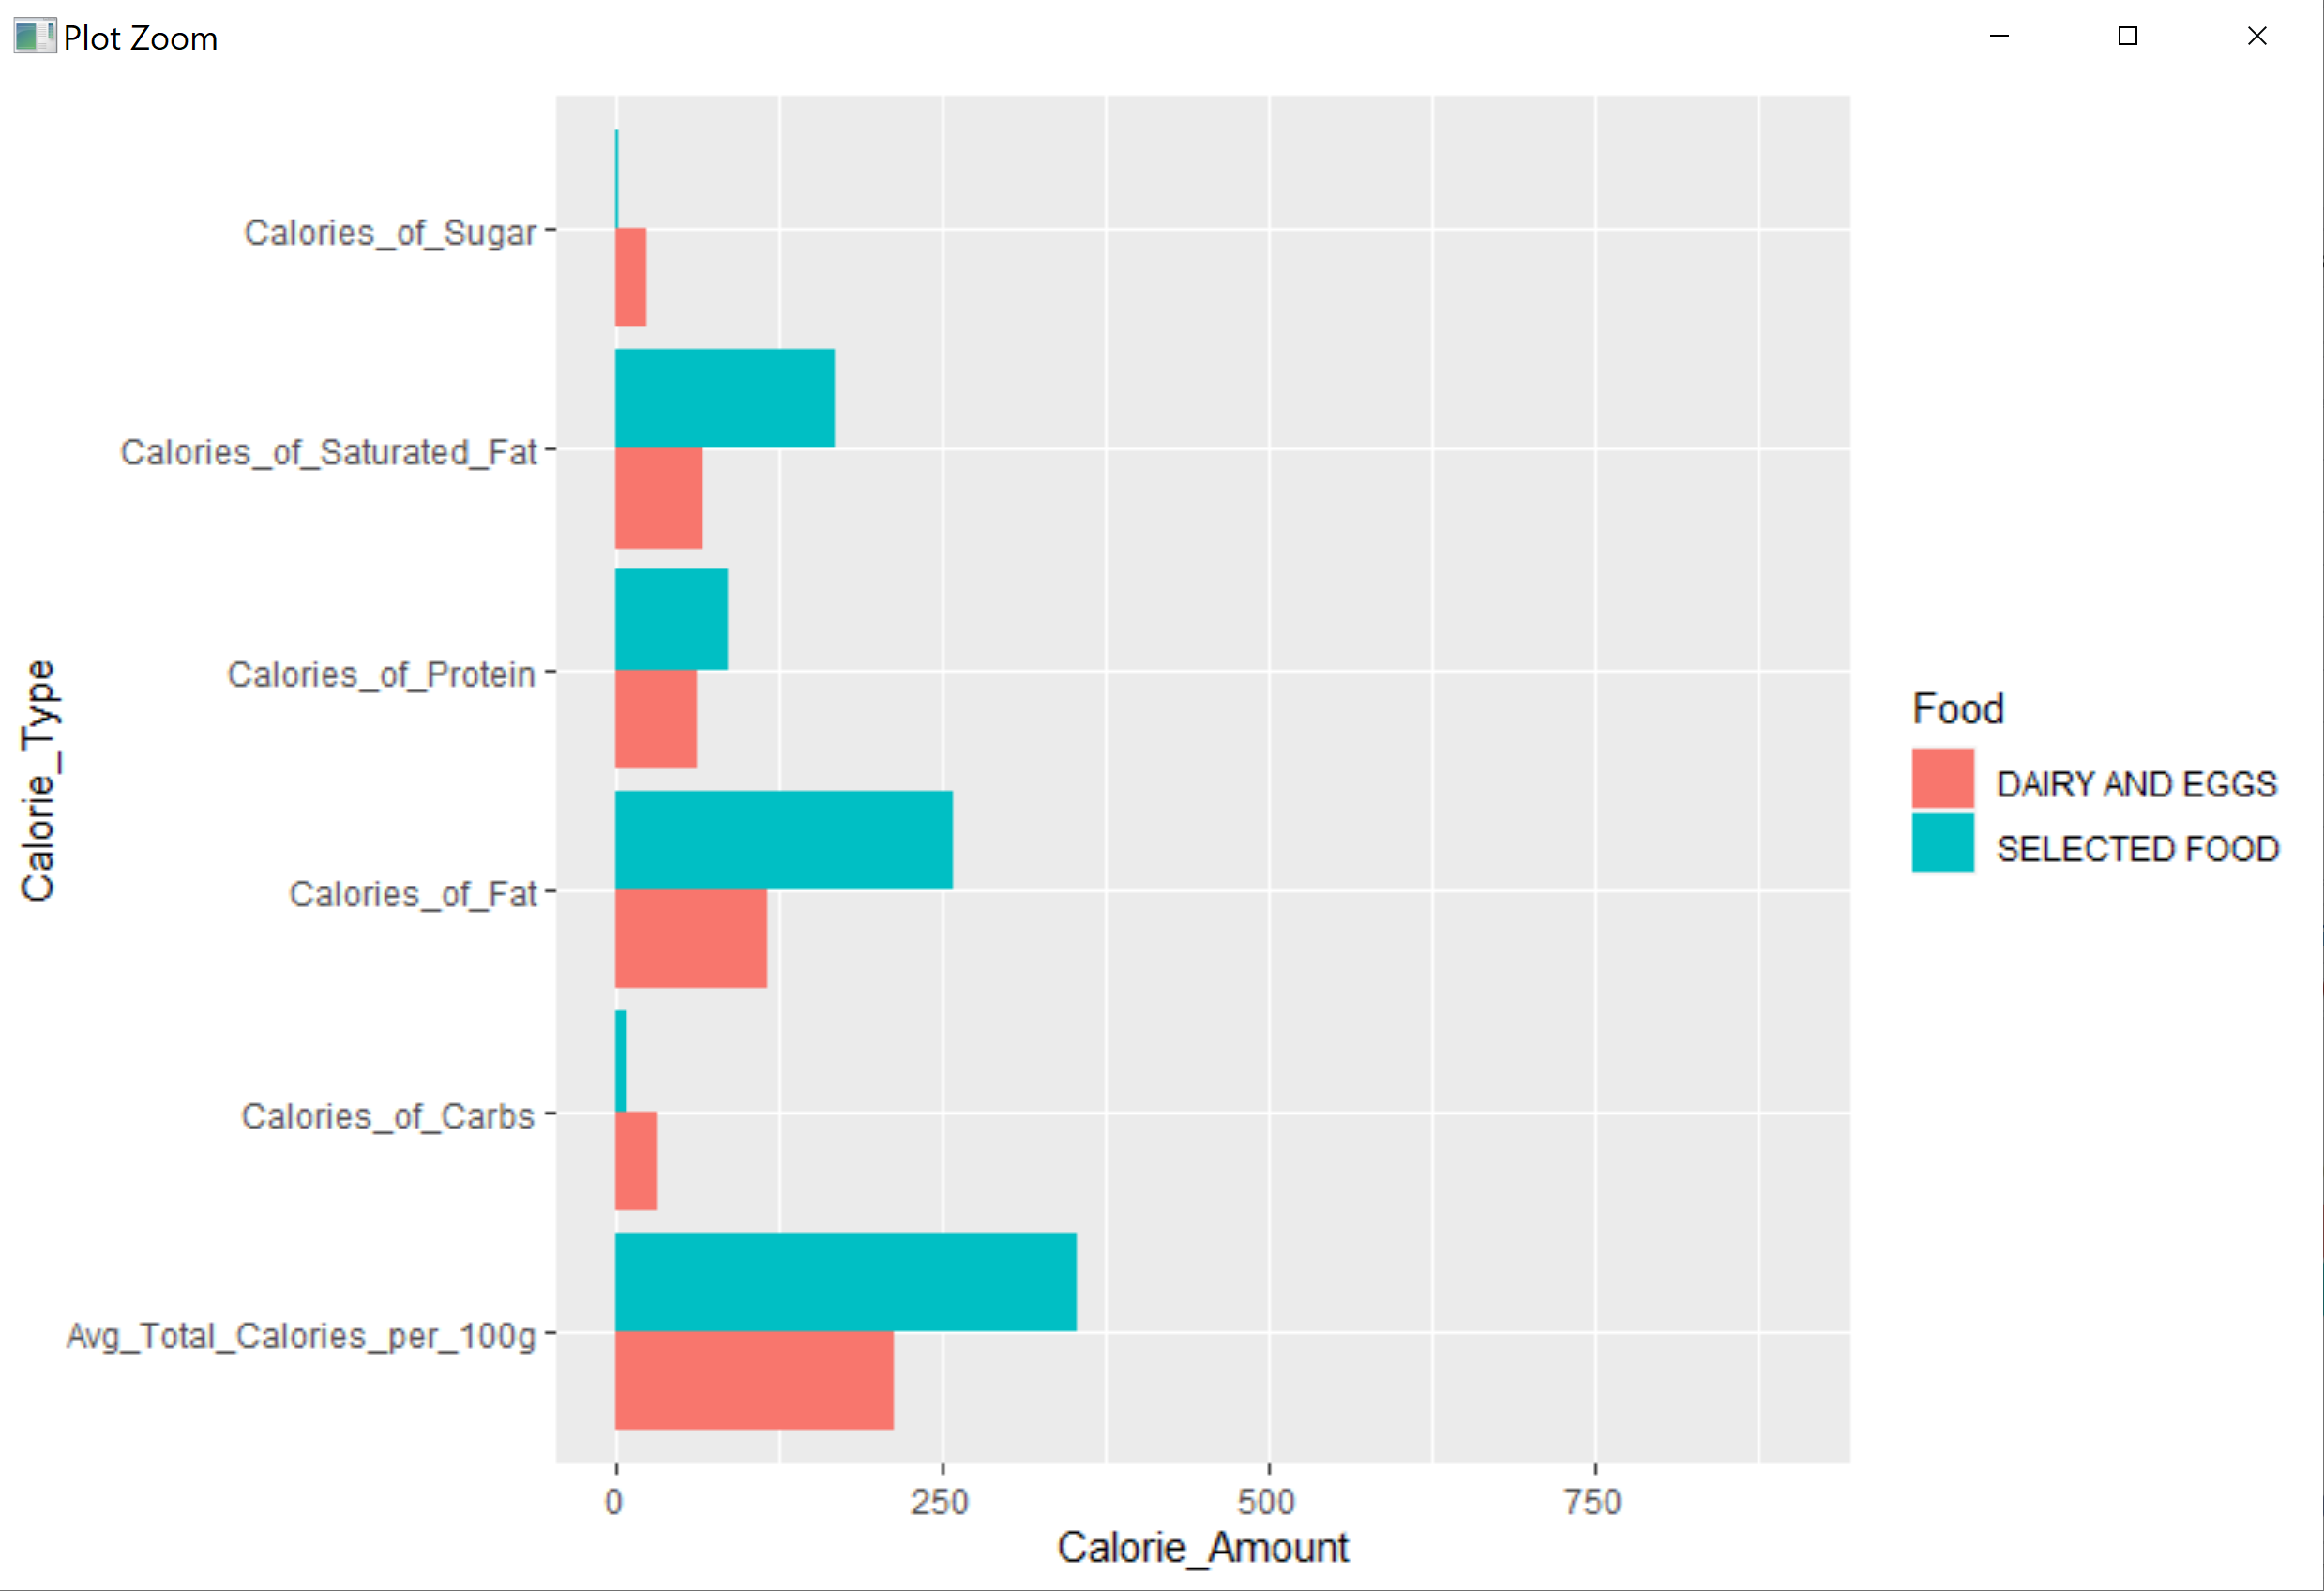 Plot Zoom
Calories_of_Sugar
Calories_of_Saturated_Fat
Calories_of_Protein
Calories_of_Fat
Calories_of_Carbs
Avg_Total_Calories_per_100g
Calorie_Type
0 250 500 750
Calorie_Amount
Food
DAIRY AND EGGS
SELECTED FOOD